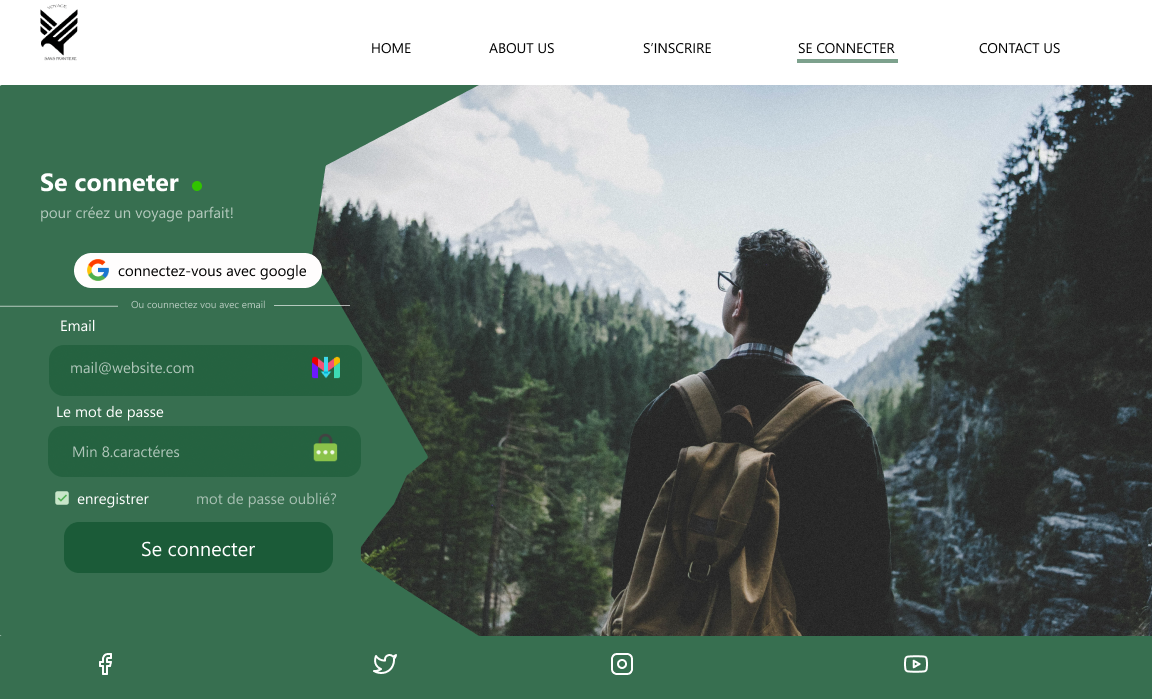 VOYAGE
SANS FRONTIERE
HOME ABOUT US S'INSCRIRE SE CONNECTER CONTACT US
Se conneter
pour créez un voyage parfait!
connectez-vous avec google
Ou counnectez vou avec email
Email
mail@website.com
Le mot de passe
Min 8.caractéres
enregistrer mot de passe oublié?
Se connecter